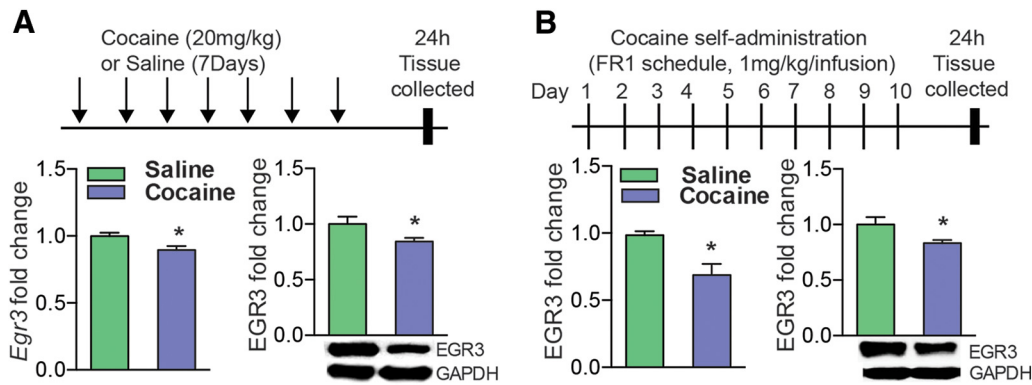 A
Cocaine (20mg/kg)
or Saline (7Days)
24h
Tissue
collected
Egr3 fold change
1.5
1.0
0.5
0.0
Saline
Cocaine
*
EGR3 fold change
1.5
1.0
0.5
0.0
*
EGR3
GAPDH
B
Cocaine self-administration
(FR1 schedule, 1mg/kg/infusion)
Day 1 2 3 4 5 6 7 8 9 10
24h
Tissue
collected
EGR3 fold change
1.5
1.0
0.5
0.0
Saline
Cocaine
*
EGR3 fold change
1.5
1.0
0.5
0.0
*
EGR3
GAPDH